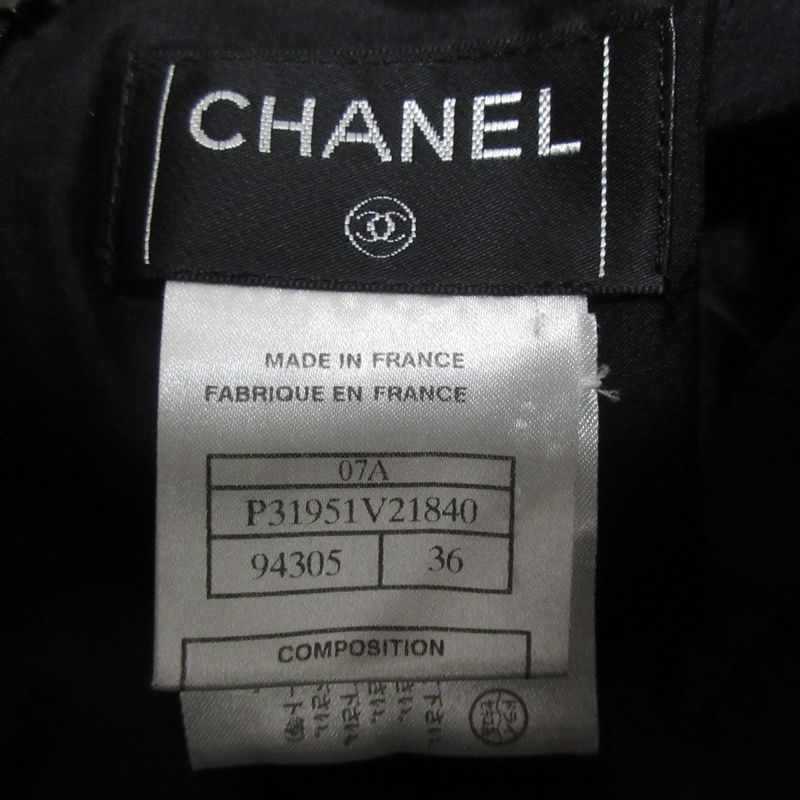 CHANEL
MADE IN FRANCE
FABRIQUE EN FRANCE
07A
P31951V21840
94305 36
COMPOSITION